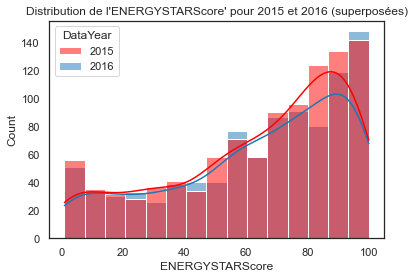 Distribution de l'ENERGYSTARScore' pour 2015 et 2016 (superposées)
DataYear
2015
2016
Count
140
120
100
80
60
40
20
0
0 20 40 60 80 100
ENERGYSTARScore